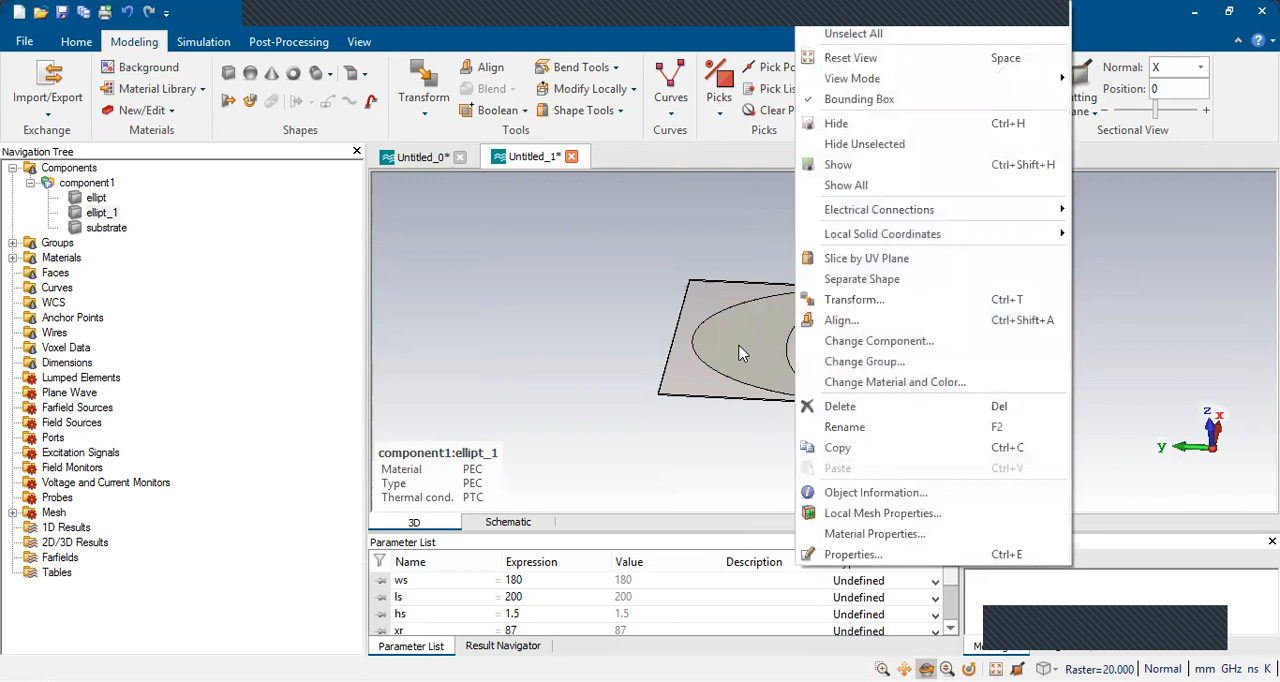 File
Home
Modeling
Simulation
Post-Processing
View
Import/Export
Exchange
Background
Material Library
New/Edit
Materials
Shapes
Transform
Align
Blend
Boolean
Bend Tools
Modify Locally
Shape Tools
Tools
Curves
Curves
Picks
Pick
Pick
Clear
Picks
Normal: X
Position: 0
Sectional View
Navigation Tree
Components
component1
ellipt
ellipt_1
substrate
Groups
Materials
Faces
Curves
WCS
Anchor Points
Wires
Voxel Data
Dimensions
Lumped Elements
Plane Wave
Farfield Sources
Field Sources
Ports
Excitation Signals
Field Monitors
Voltage and Current Monitors
Probes
Mesh
1D Results
2D/3D Results
Farfields
Tables
Untitled_0*
Untitled_1*
component1:ellipt_1
Material PEC
Type PEC
Thermal cond. PTC
3D
Schematic
Unselect All
Reset View Space
View Mode
Bounding Box
Hide Ctrl+H
Hide Unselected
Show Ctrl+Shift+H
Show All
Electrical Connections
Local Solid Coordinates
Slice by UV Plane
Separate Shape
Transform... Ctrl+T
Align... Ctrl+Shift+A
Change Component...
Change Group...
Change Material and Color...
Delete Del
Rename F2
Copy Ctrl+C
Paste Ctrl+V
Object Information...
Local Mesh Properties...
Material Properties...
Properties... Ctrl+E
z
x
y
Parameter List
Name Expression Value Description
ws = 180 180 Undefined
ls = 200 200 Undefined
hs = 1.5 1.5 Undefined
xr = 87 87 Undefined
Parameter List
Result Navigator
Raster=20.000 Normal mm GHz ns K